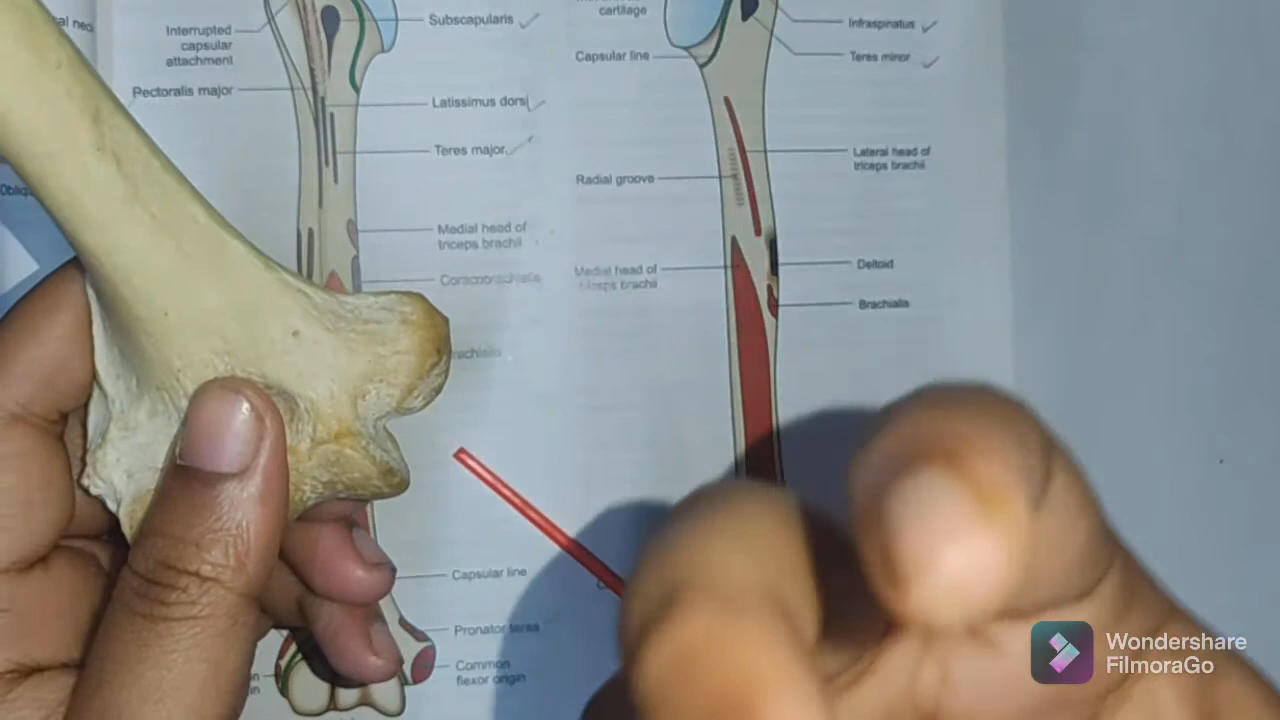 Interrupted
capsular
attachment
Pectoralis major
Subscapularis
Latissimus dorsi
Teres major
Medial head of
triceps brachii
Coracobrachialis
Capsular line
Pronator teres
Common
flexor origin
cartilage
Capsular line
Radial groove
Medial head of
triceps brachii
Infraspinatus
Teres minor
Lateral head of
triceps brachii
Deltoid
Brachialis
Wondershare
FilmoraGo